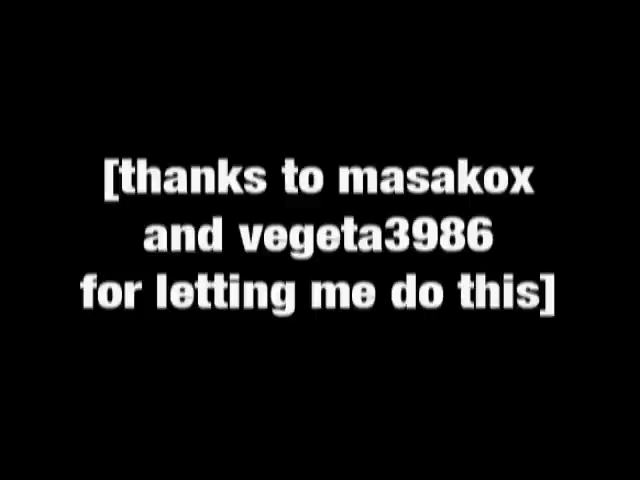 [thanks to masakox
and vegeta3986
for letting me do this]